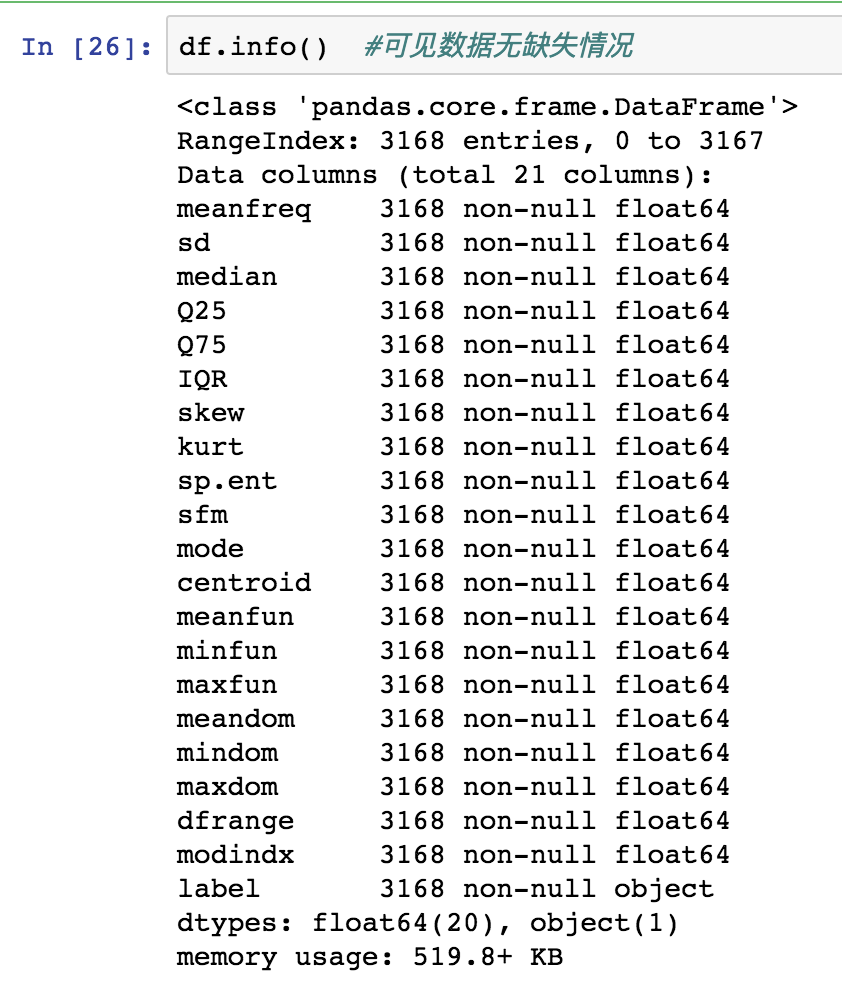 In [26]: df.info()  #可见数据无缺失情况
<class 'pandas.core.frame.DataFrame'>
RangeIndex: 3168 entries, 0 to 3167
Data columns (total 21 columns):
meanfreq    3168 non-null float64
sd          3168 non-null float64
median      3168 non-null float64
Q25         3168 non-null float64
Q75         3168 non-null float64
IQR         3168 non-null float64
skew        3168 non-null float64
kurt        3168 non-null float64
sp.ent      3168 non-null float64
sfm         3168 non-null float64
mode        3168 non-null float64
centroid    3168 non-null float64
meanfun     3168 non-null float64
minfun      3168 non-null float64
maxfun      3168 non-null float64
meandom     3168 non-null float64
mindom      3168 non-null float64
maxdom      3168 non-null float64
dfrange     3168 non-null float64
modindx     3168 non-null float64
label       3168 non-null object
dtypes: float64(20), object(1)
memory usage: 519.8+ KB